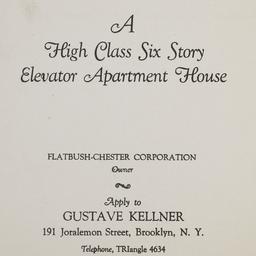 A
High Class Six Story
Elevator Apartment House
FLATBUSH-CHESTER CORPORATION
Owner
Apply to
GUSTAVE KELLNER
191 Joralemon Street, Brooklyn, N. Y.
Telephone, TRIangle 4634